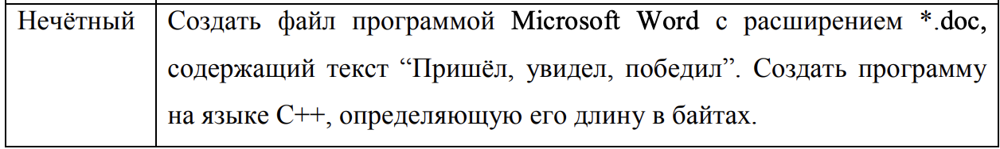 Нечётный Создать файл программой Microsoft Word с расширением *.doc,
содержащий текст “Пришёл, увидел, победил”. Создать программу
на языке C++, определяющую его длину в байтах.